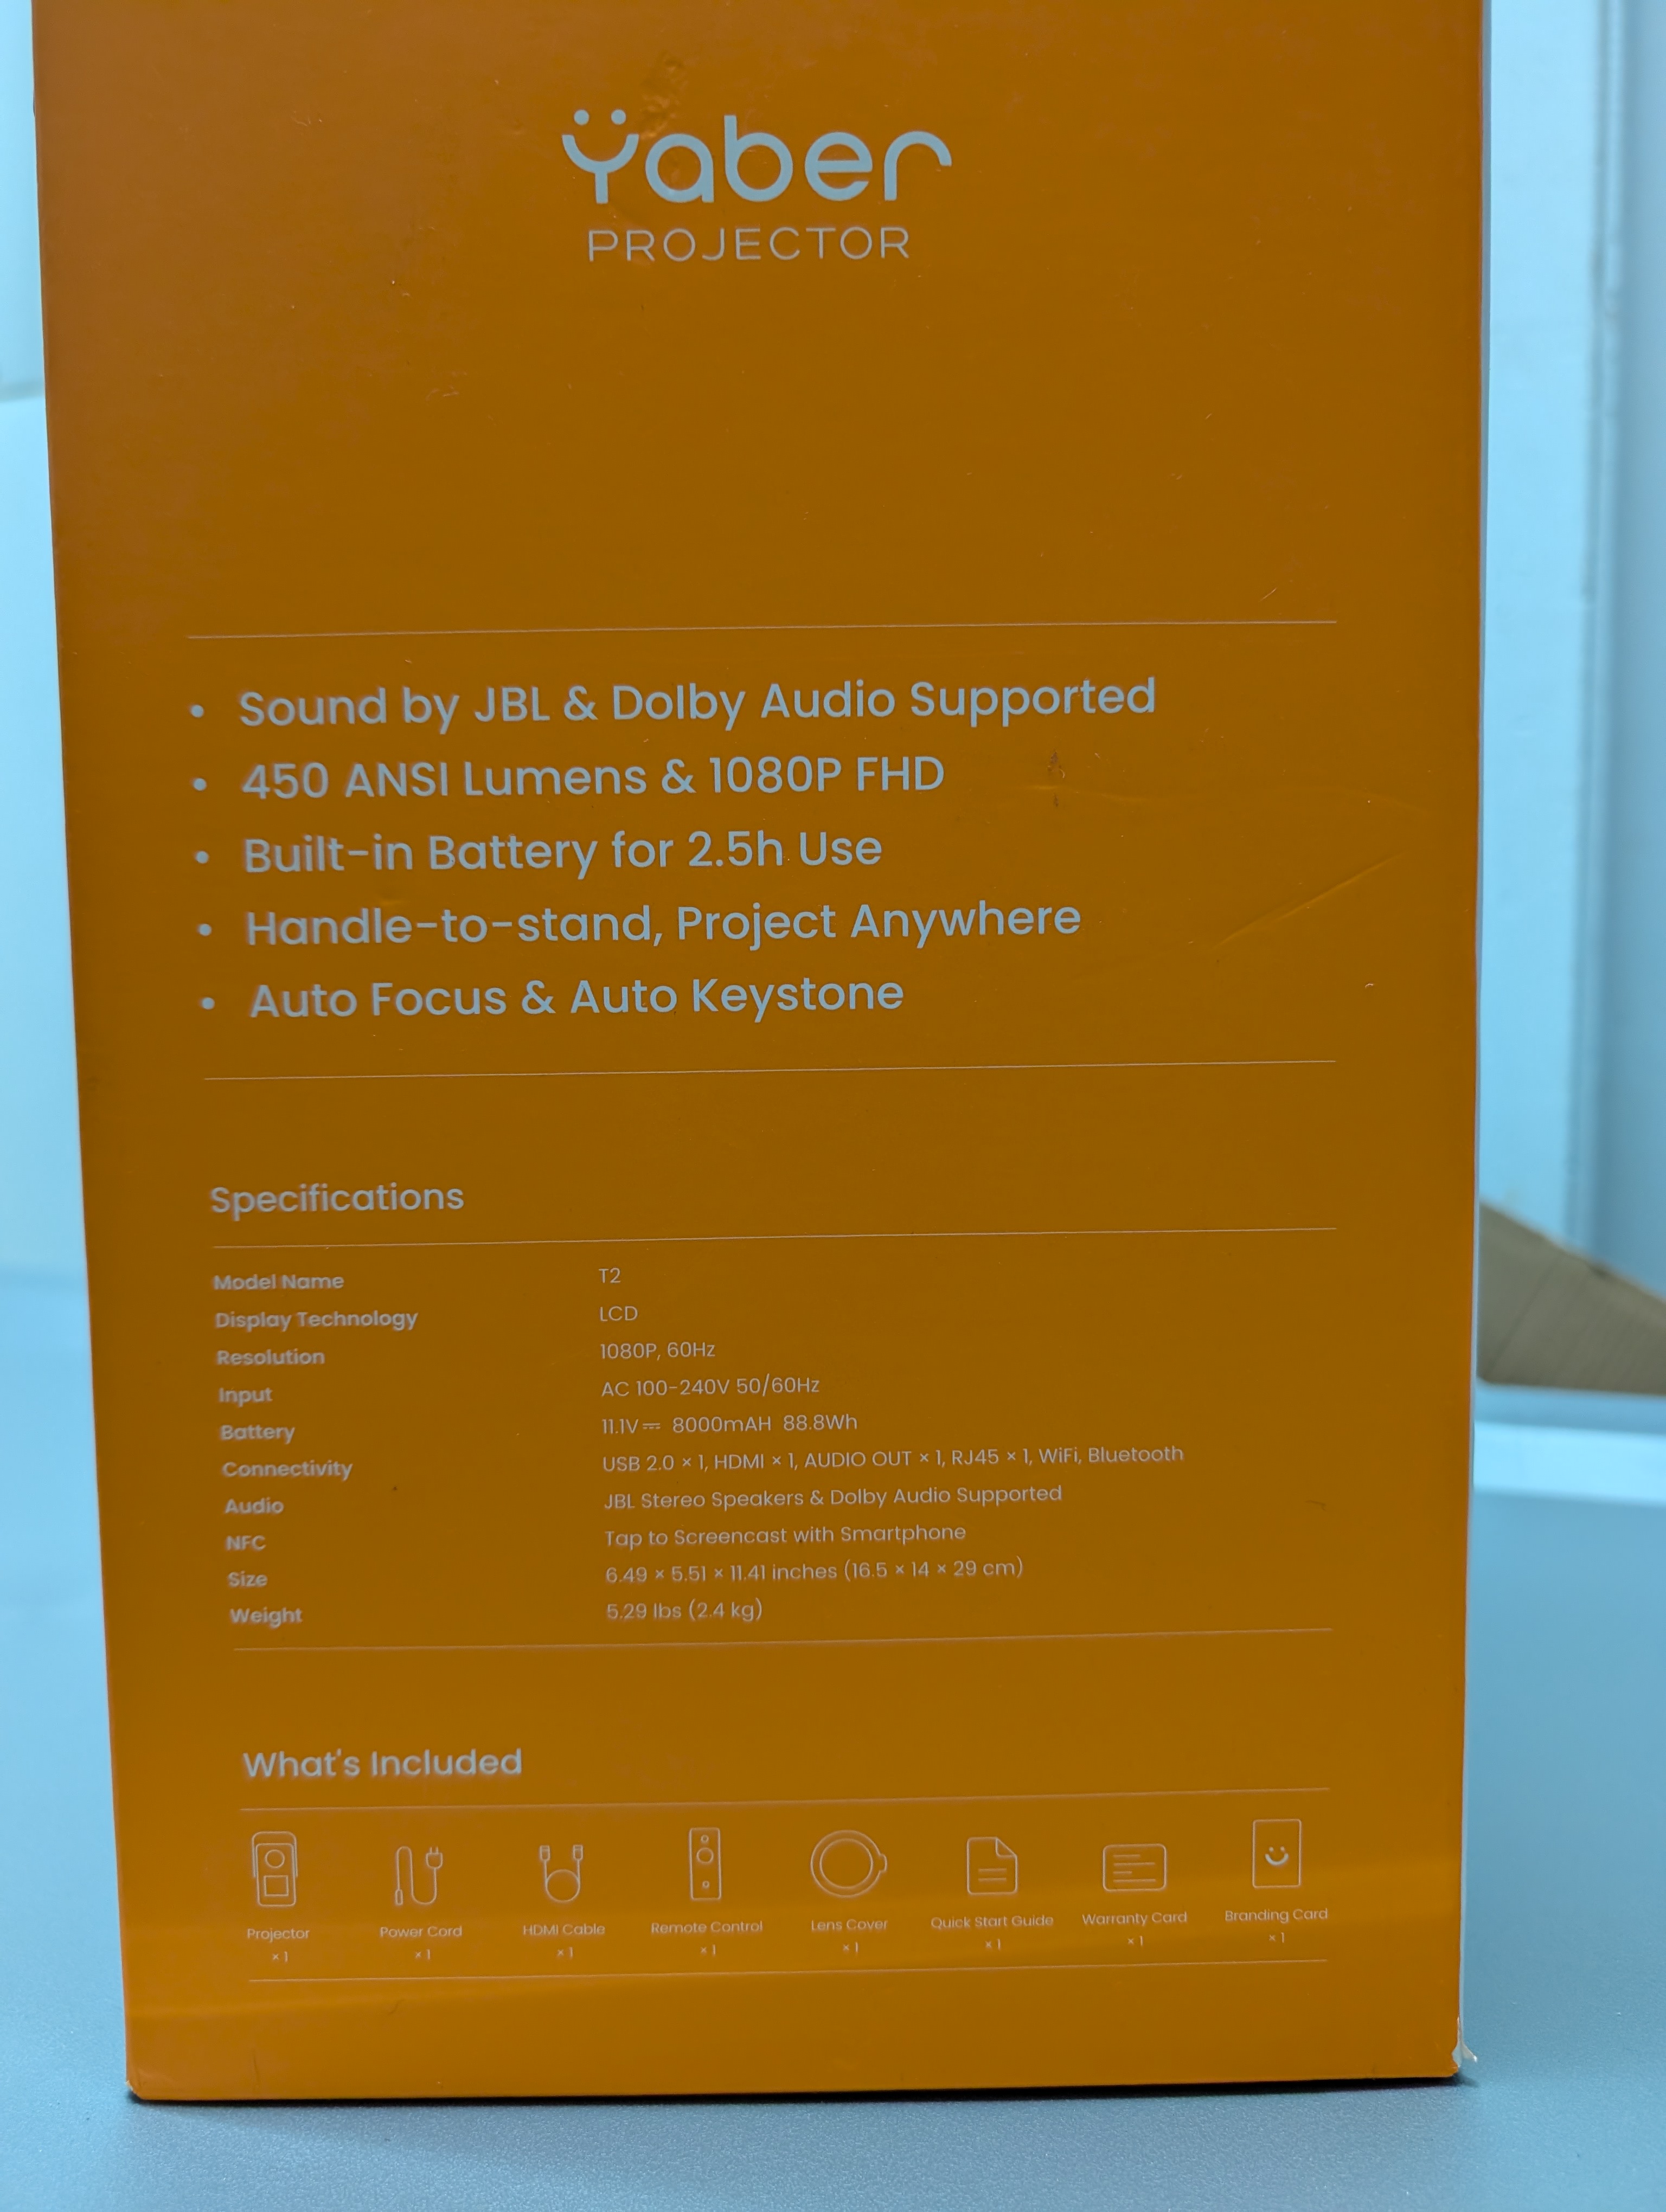 Yaber
PROJECTOR
• Sound by JBL & Dolby Audio Supported
• 450 ANSI Lumens & 1080P FHD
• Built-in Battery for 2.5h Use
• Handle-to-stand, Project Anywhere
• Auto Focus & Auto Keystone
Specifications
Model Name T2
Display Technology LCD
Resolution 1080P, 60Hz
Input AC 100-240V 50/60Hz
Battery 11.1V⎓ 8000mAH 88.8Wh
Connectivity USB 2.0 × 1, HDMI × 1, AUDIO OUT × 1, RJ45 × 1, WiFi, Bluetooth
Audio JBL Stereo Speakers & Dolby Audio Supported
NFC Tap to Screencast with Smartphone
Size 6.49 × 5.51 × 11.41 inches (16.5 × 14 × 29 cm)
Weight 5.29 lbs (2.4 kg)
What's Included
Projector Power Cord HDMI Cable Remote Control Lens Cover Quick Start Guide Warranty Card Branding Card
× 1 × 1 × 1 × 1 × 1 × 1 × 1 × 1